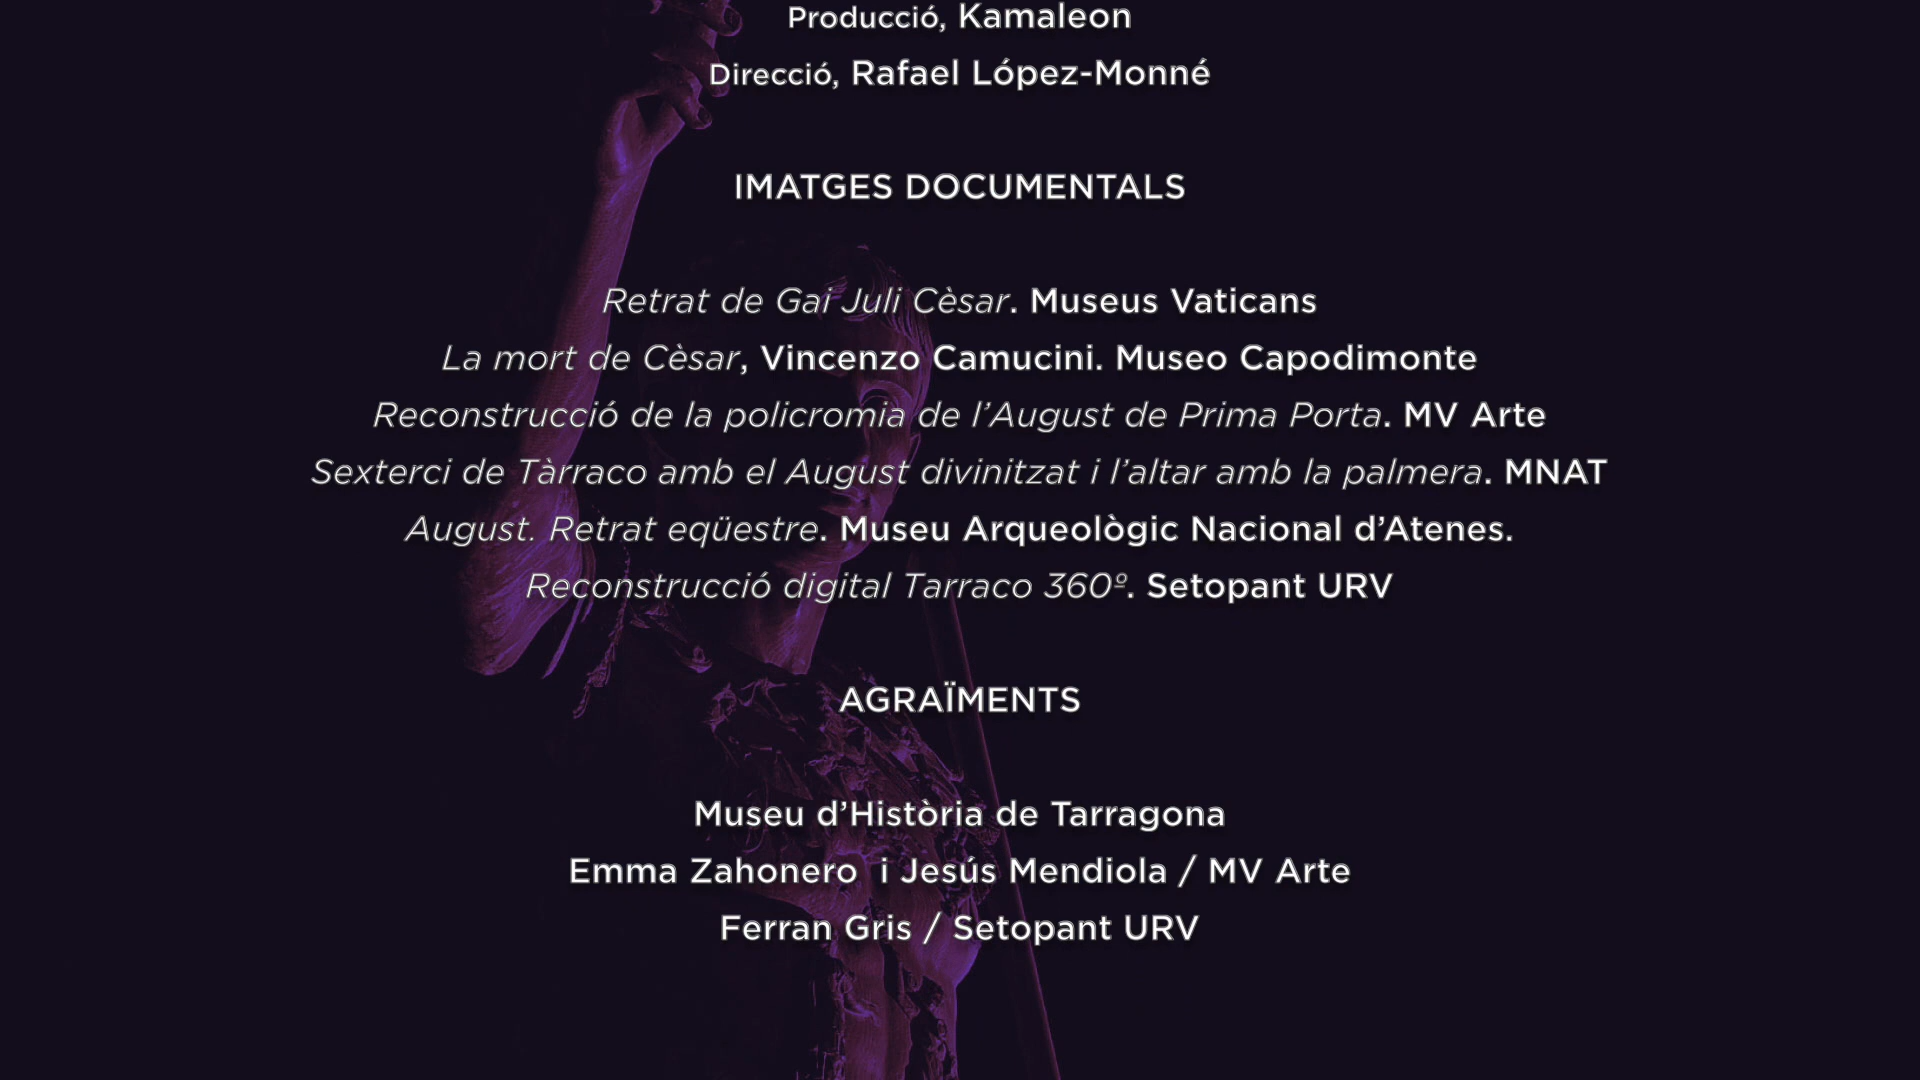 Producció, Kamaleon
Direcció, Rafael López-Monné
IMATGES DOCUMENTALS
Retrat de Gai Juli Cèsar. Museus Vaticans
La mort de Cèsar, Vincenzo Camucini. Museo Capodimonte
Reconstrucció de la policromia de l’August de Prima Porta. MV Arte
Sexterci de Tàrraco amb el August divinitzat i l’altar amb la palmera. MNAT
August. Retrat eqüestre. Museu Arqueològic Nacional d’Atenes.
Reconstrucció digital Tarraco 360º. Setopant URV
AGRAÏMENTS
Museu d’Història de Tarragona
Emma Zahonero  i Jesús Mendiola / MV Arte
Ferran Gris / Setopant URV